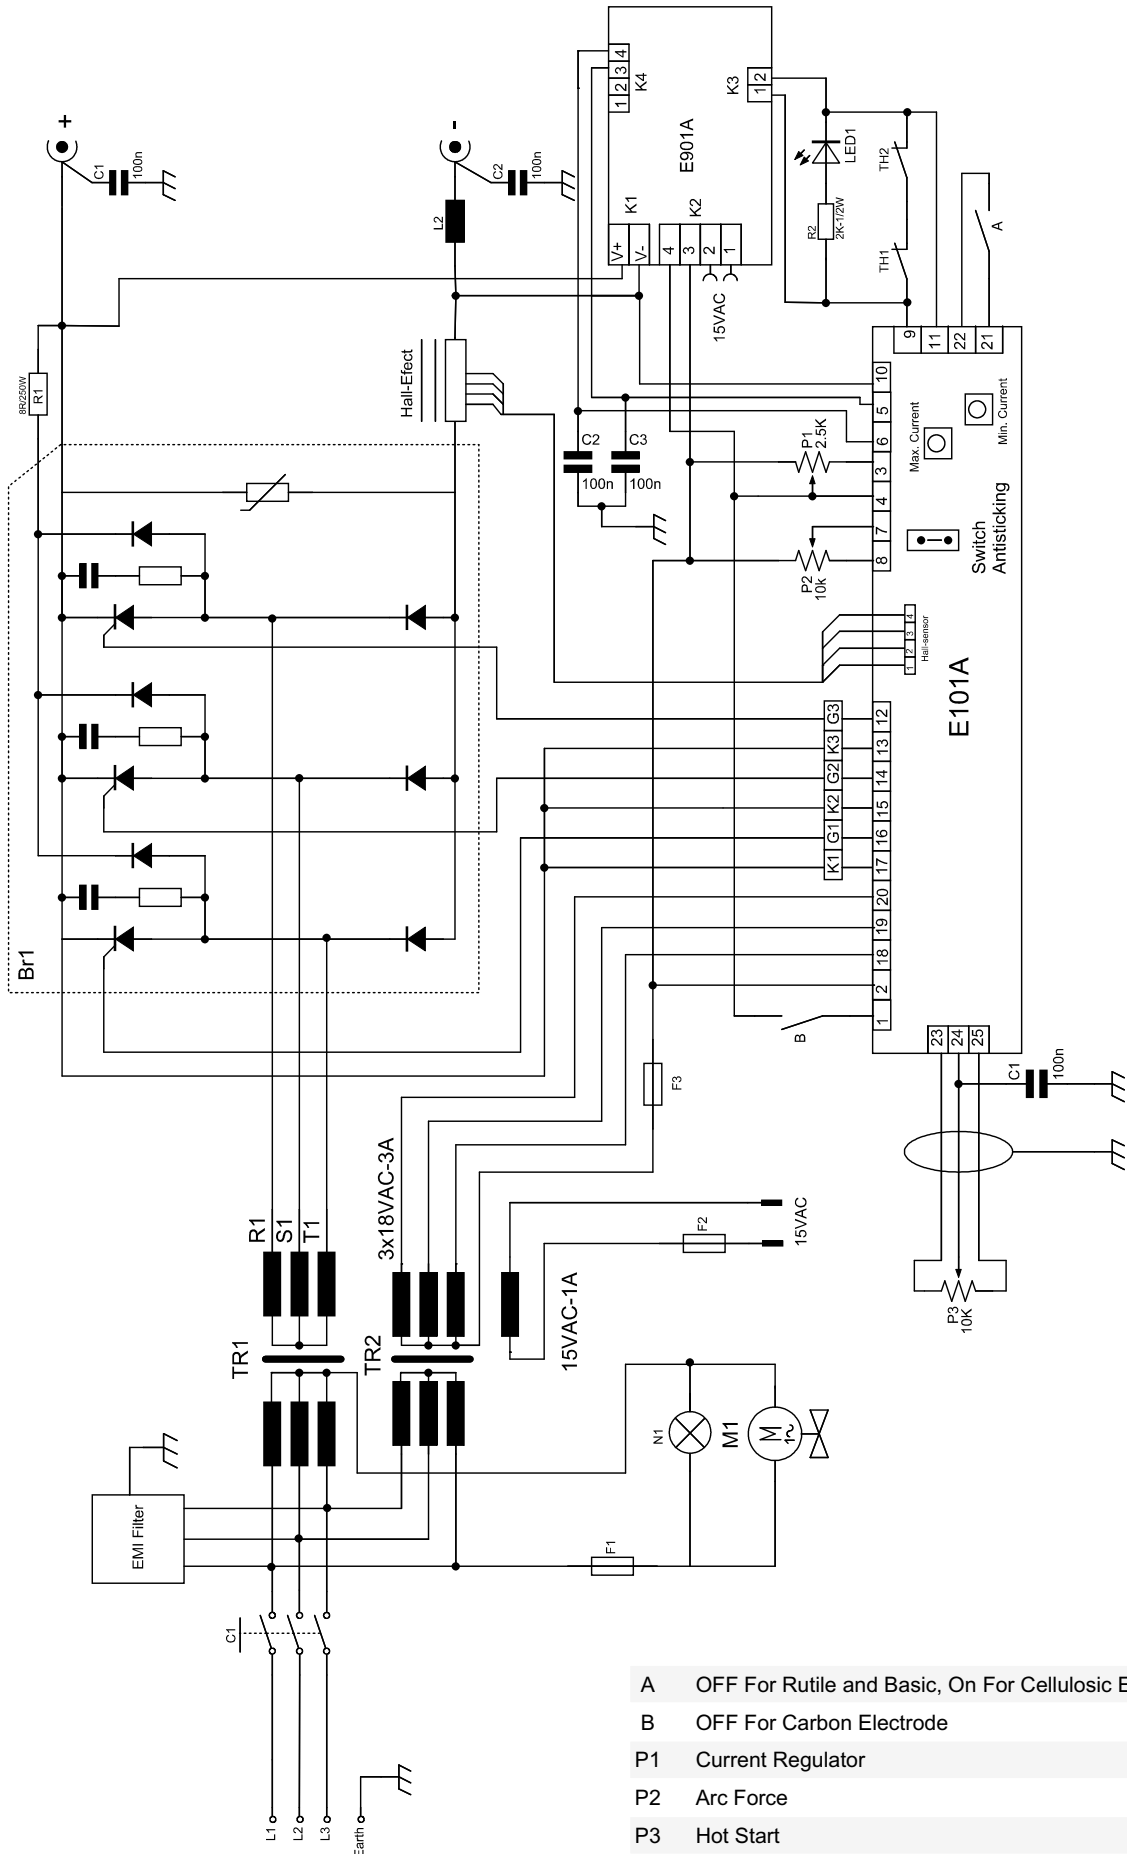 +
C1
100n
-
C2
100n
L2
8R/250W
R1
Hall-Efect
Br1
4
3
2
1
K4
K3
2
1
E901A
K1
V+
V-
K2
4
3
2
1
15VAC
LED1
R2
2K-1/2W
TH2
TH1
A
C2
100n
C3
100n
P1
2.5K
P2
10k
9
11
22
21
10
5
6
3
4
7
8
Max. Current
Min. Current
Switch
Antisticking
1 2 3 4
Hall-sensor
E101A
G3
K3
G2
K2
G1
K1
12
13
14
15
16
17
20
19
18
2
1
B
23
24
25
C1
100n
P3
10K
F3
R1
S1
T1
TR1
3x18VAC-3A
TR2
15VAC-1A
F2
15VAC
N1
M1
M
1~
F1
EMI Filter
C1
L1
L2
L3
Earth
A OFF For Rutile and Basic, On For Cellulosic E
B OFF For Carbon Electrode
P1 Current Regulator
P2 Arc Force
P3 Hot Start